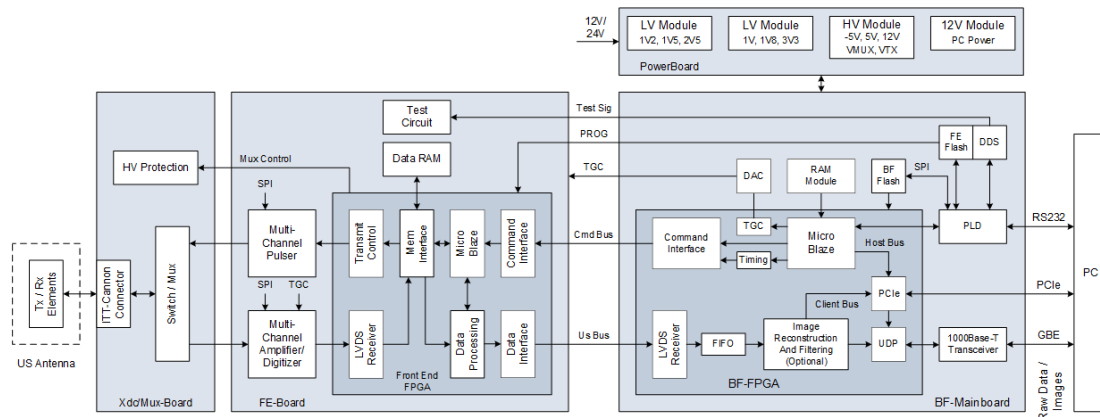 12V/
24V
LV Module
1V2, 1V5, 2V5
LV Module
1V, 1V8, 3V3
HV Module
-5V, 5V, 12V
VMUX, VTX
12V Module
PC Power
PowerBoard
Test Sig
Test
Circuit
PROG
FE
Flash
DDS
HV Protection
Mux Control
Data RAM
TGC
DAC
RAM
Module
BF
Flash
SPI
SPI
Multi-
Channel
Pulser
Transmit
Control
Mem
Interface
Micro
Blaze
Command
Interface
Cmd Bus
Command
Interface
TGC
Timing
Micro
Blaze
Host Bus
PLD
RS232
Tx / Rx
Elements
US Antenna
ITT-Cannon
Connector
Switch / Mux
SPI
TGC
Multi-
Channel
Amplifier/
Digitizer
LVDS
Receiver
Front End
FPGA
Data
Processing
Data
Interface
Us Bus
LVDS
Receiver
FIFO
Client Bus
Image
Reconstruction
And Filtering
(Optional)
PCIe
UDP
PCIe
1000Base-T
Transceiver
GBE
PC
BF-FPGA
Xdc/Mux-Board
FE-Board
BF-Mainboard
Raw Data /
Images